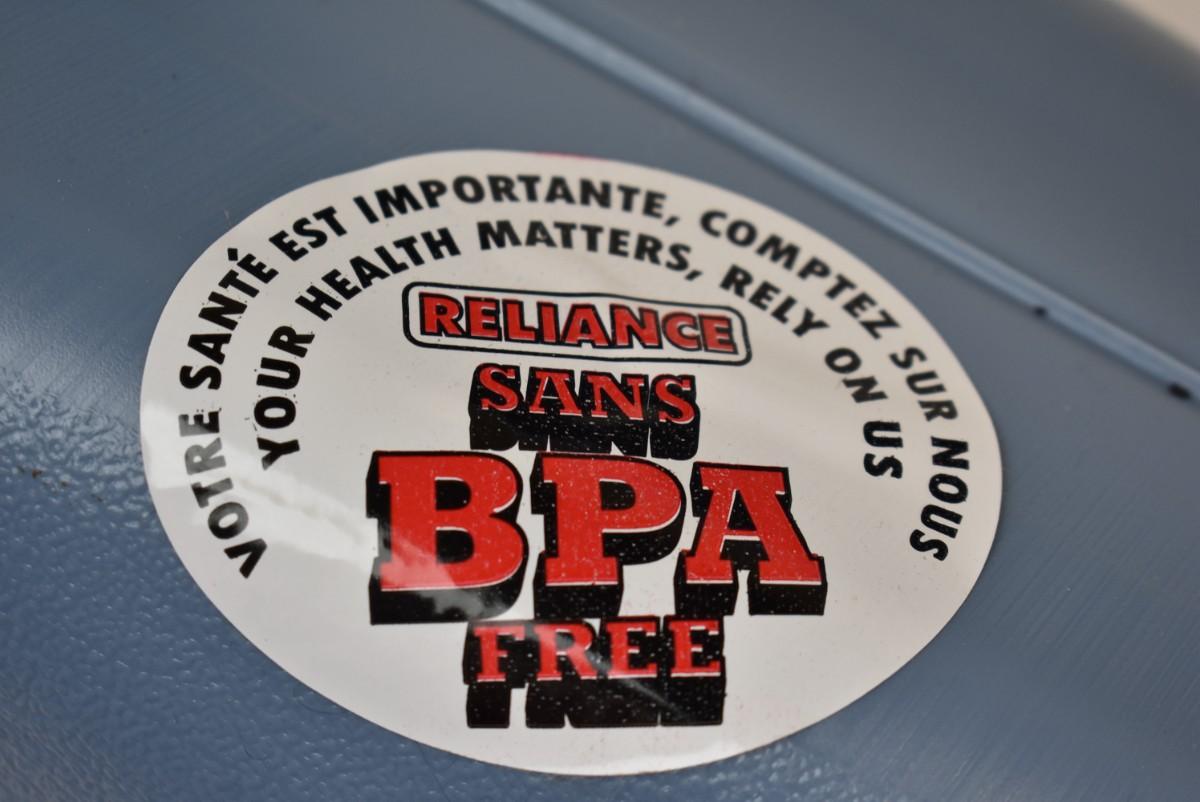 VOTRE SANTÉ EST IMPORTANTE, COMPTEZ SUR NOUS
YOUR HEALTH MATTERS, RELY ON US
RELIANCE
SANS
BPA
FREE